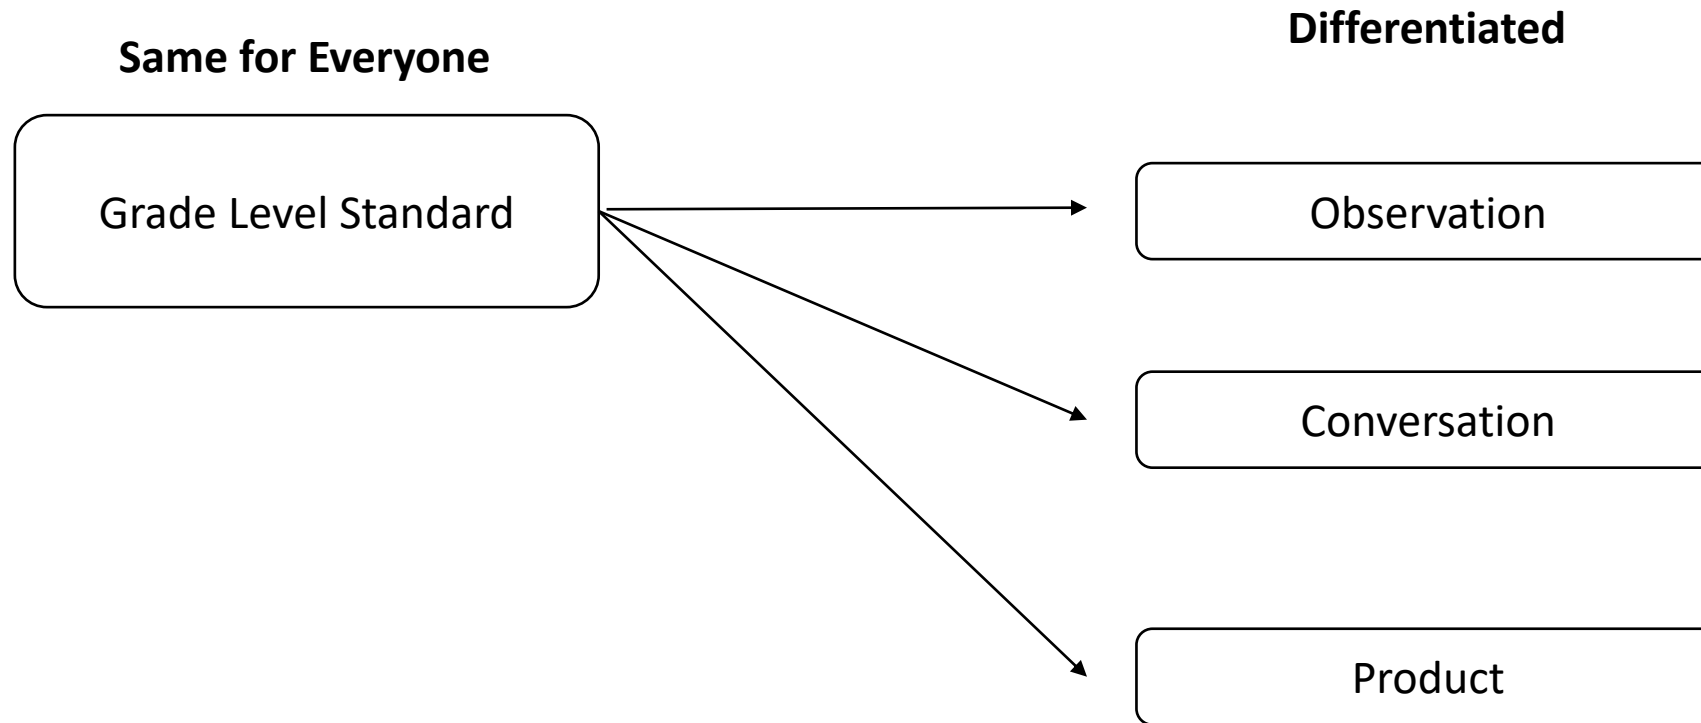 Same for Everyone
Grade Level Standard
Differentiated
Observation
Conversation
Product